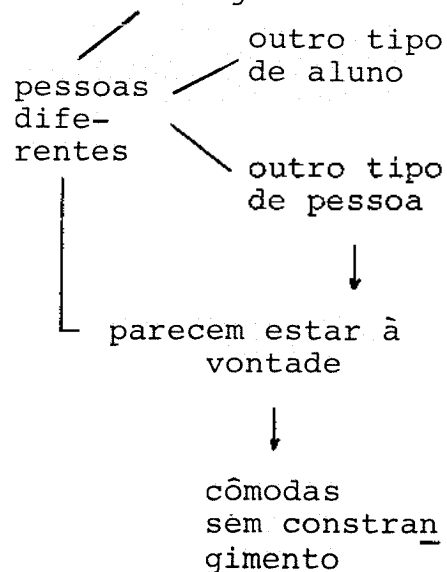 outro tipo
de aluno
pessoas
dife-
rentes
outro tipo
de pessoa
parecem estar à
vontade
cômodas
sem constran
gimento